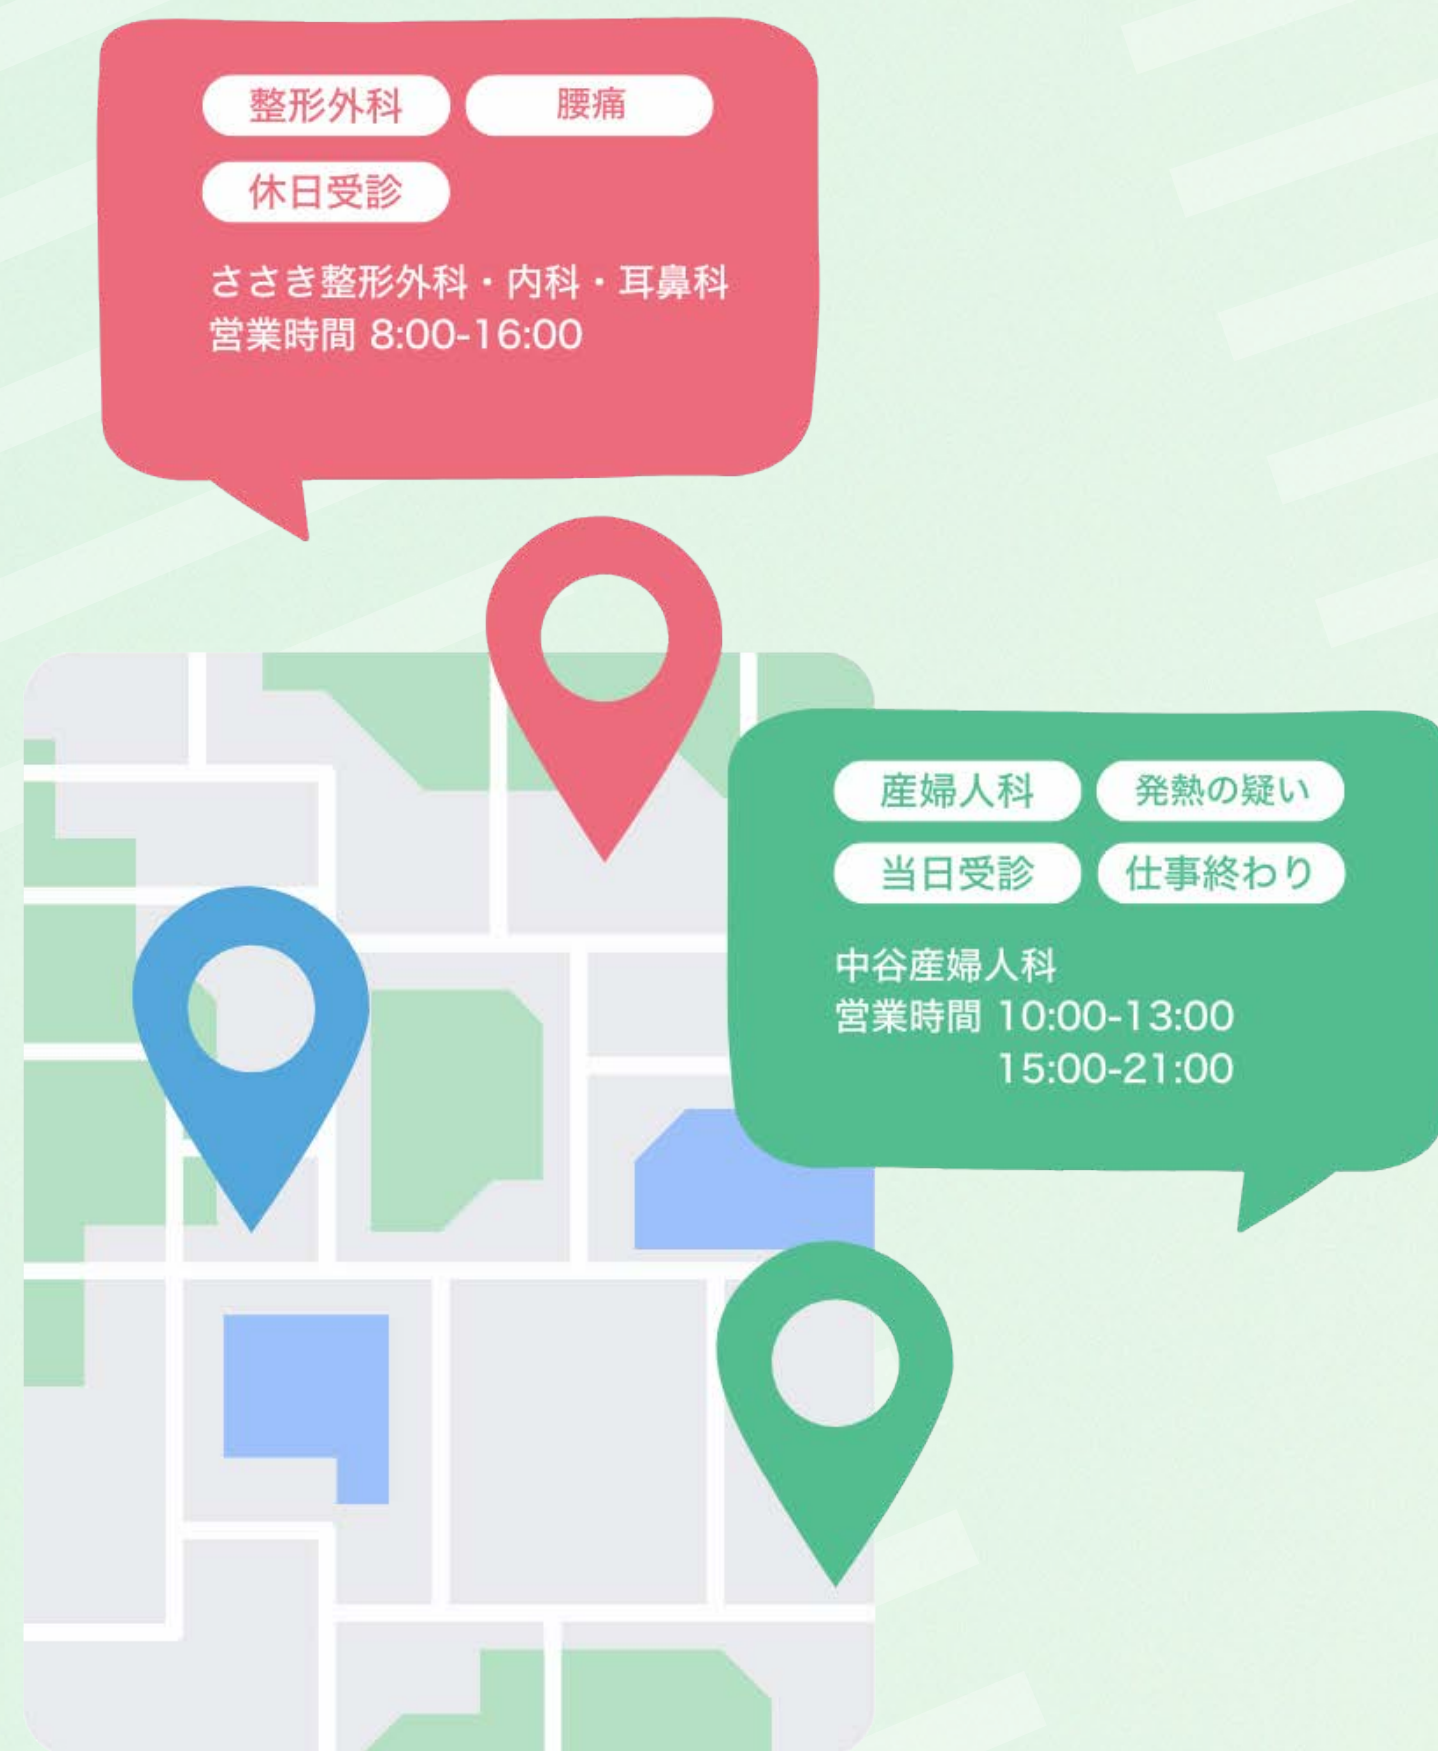 整形外科 腰痛
休日受診
ささき整形外科・内科・耳鼻科
営業時間 8:00-16:00
産婦人科 発熱の疑い
当日受診 仕事終わり
中谷産婦人科
営業時間 10:00-13:00
15:00-21:00